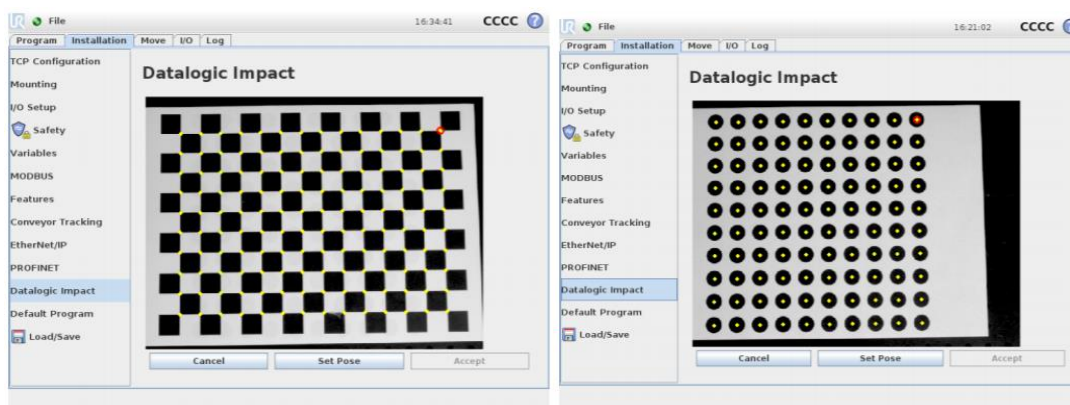 UR File 16:34:41 CCCC ?
Program Installation Move I/O Log
TCP Configuration
Mounting
I/O Setup
Safety
Variables
MODBUS
Features
Conveyor Tracking
EtherNet/IP
PROFINET
Datalogic Impact
Default Program
Load/Save
Datalogic Impact
Cancel Set Pose Accept
UR File 16:21:02 CCCC ?
Program Installation Move I/O Log
TCP Configuration
Mounting
I/O Setup
Safety
Variables
MODBUS
Features
Conveyor Tracking
EtherNet/IP
PROFINET
Datalogic Impact
Default Program
Load/Save
Datalogic Impact
Cancel Set Pose Accept